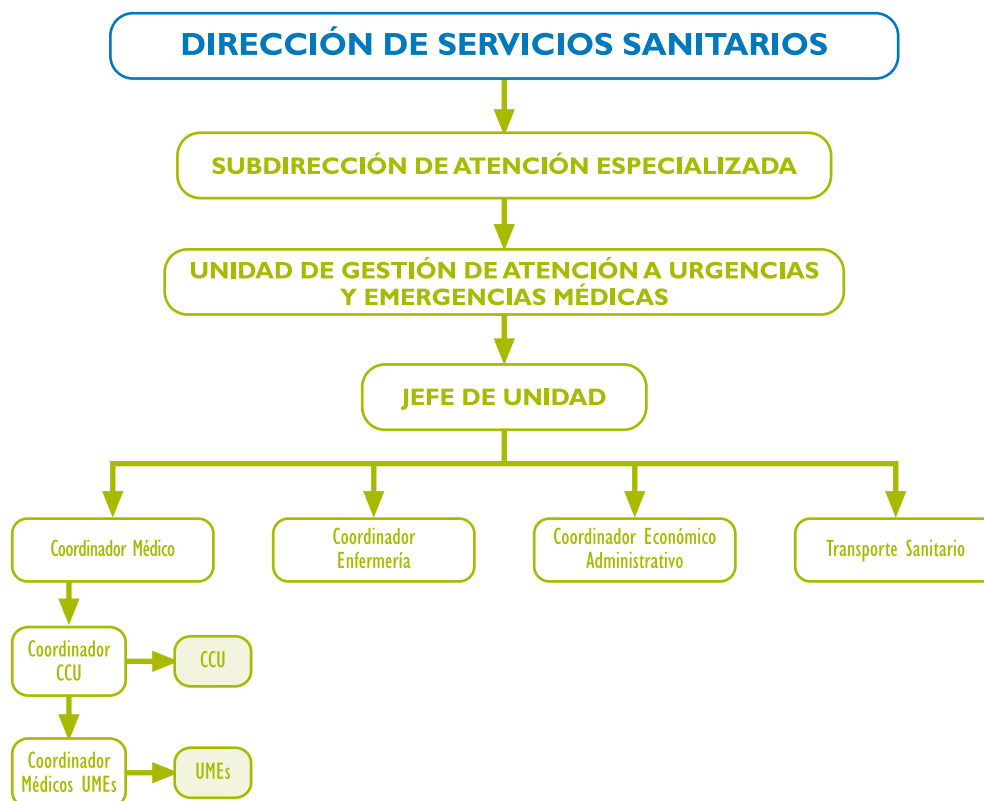 DIRECCIÓN DE SERVICIOS SANITARIOS
SUBDIRECCIÓN DE ATENCIÓN ESPECIALIZADA
UNIDAD DE GESTIÓN DE ATENCIÓN A URGENCIAS
Y EMERGENCIAS MÉDICAS
JEFE DE UNIDAD
Coordinador Médico
Coordinador
Enfermería
Coordinador Económico
Administrativo
Transporte Sanitario
Coordinador
CCU
CCU
Coordinador
Médicos UMEs
UMEs